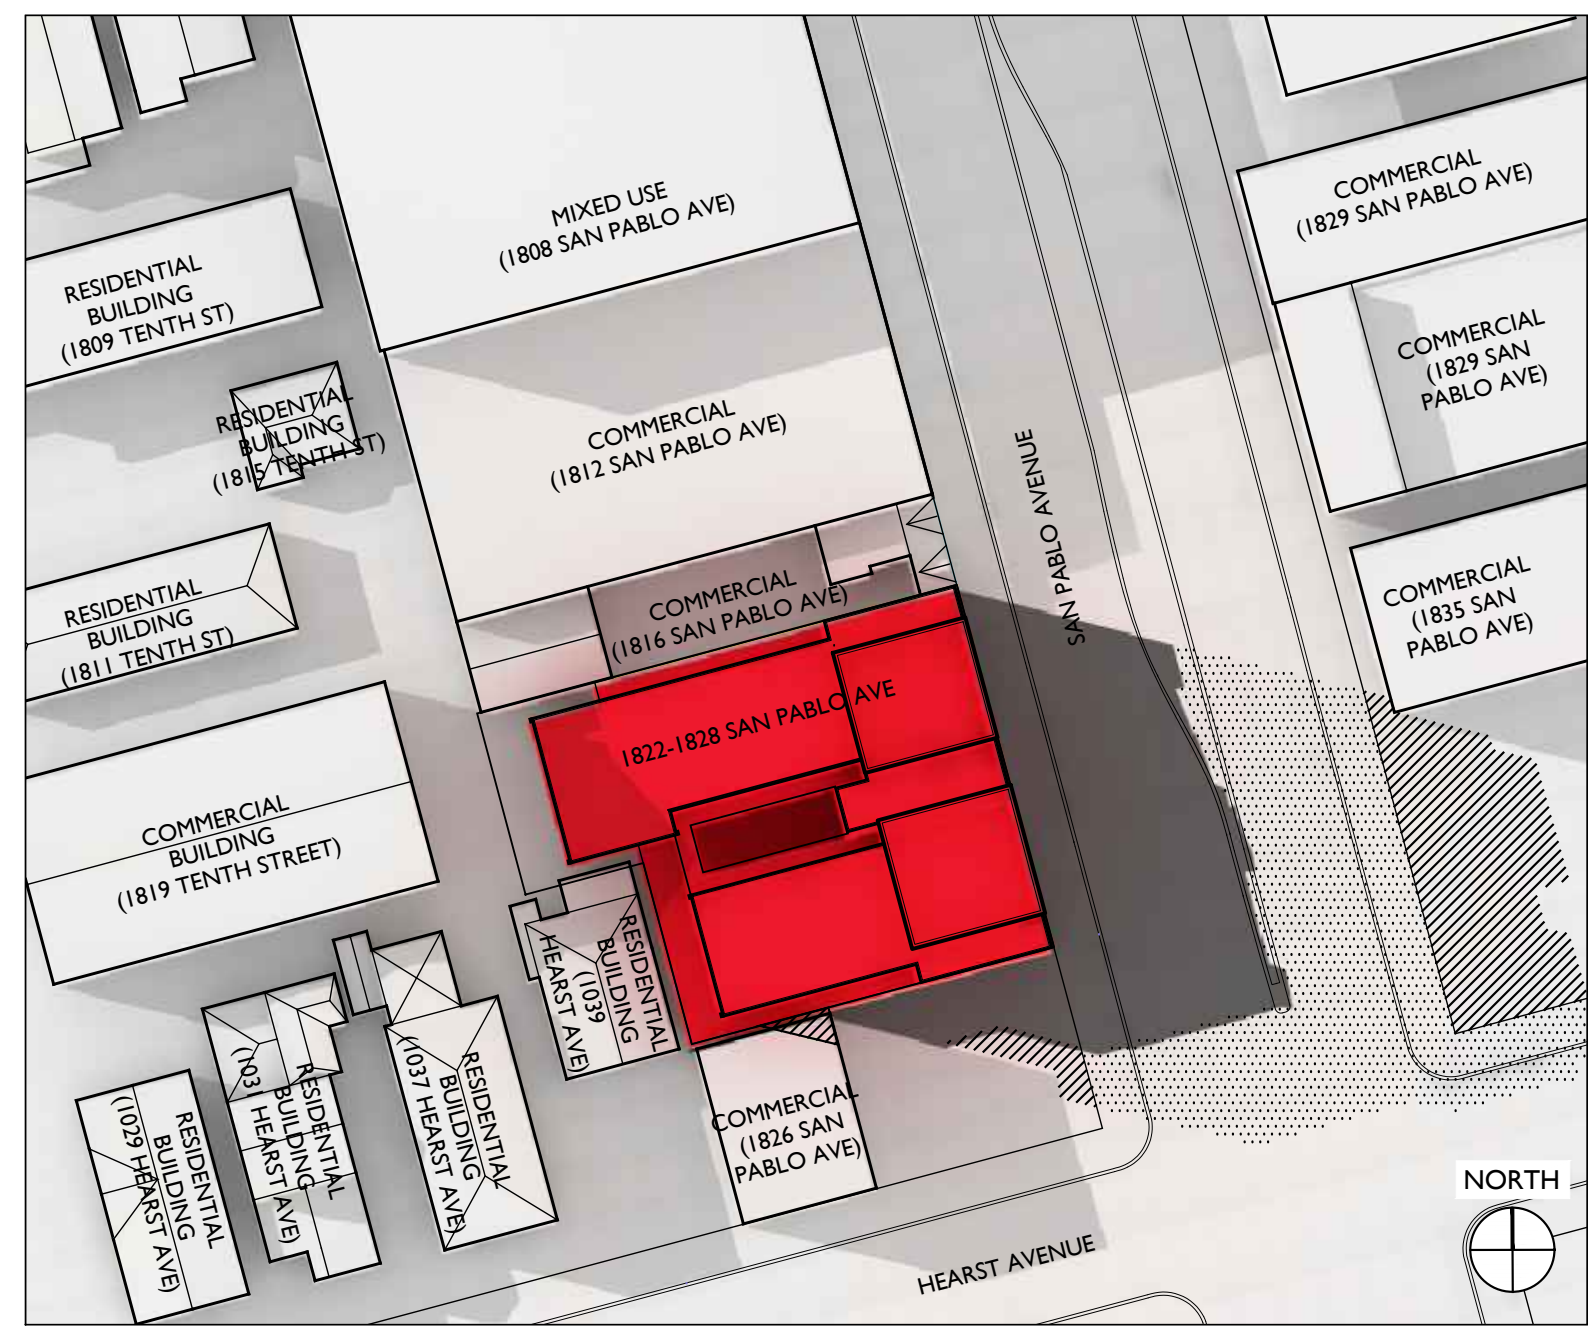 MIXED USE
(1808 SAN PABLO AVE)
COMMERCIAL
(1829 SAN PABLO AVE)
RESIDENTIAL
BUILDING
(1809 TENTH ST)
COMMERCIAL
(1829 SAN
PABLO AVE)
RESIDENTIAL
BUILDING
(1815 TENTH ST)
COMMERCIAL
(1812 SAN PABLO AVE)
SAN PABLO AVENUE
COMMERCIAL
(1816 SAN PABLO AVE)
COMMERCIAL
(1835 SAN
PABLO AVE)
RESIDENTIAL
BUILDING
(1811 TENTH ST)
1822-1828 SAN PABLO AVE
COMMERCIAL
BUILDING
(1819 TENTH STREET)
RESIDENTIAL
BUILDING
(1039
HEARST AVE)
RESIDENTIAL
BUILDING
(1037 HEARST AVE)
RESIDENTIAL
BUILDING
(1031 HEARST AVE)
RESIDENTIAL
BUILDING
(1029 HEARST AVE)
COMMERCIAL
(1826 SAN
PABLO AVE)
NORTH
HEARST AVENUE